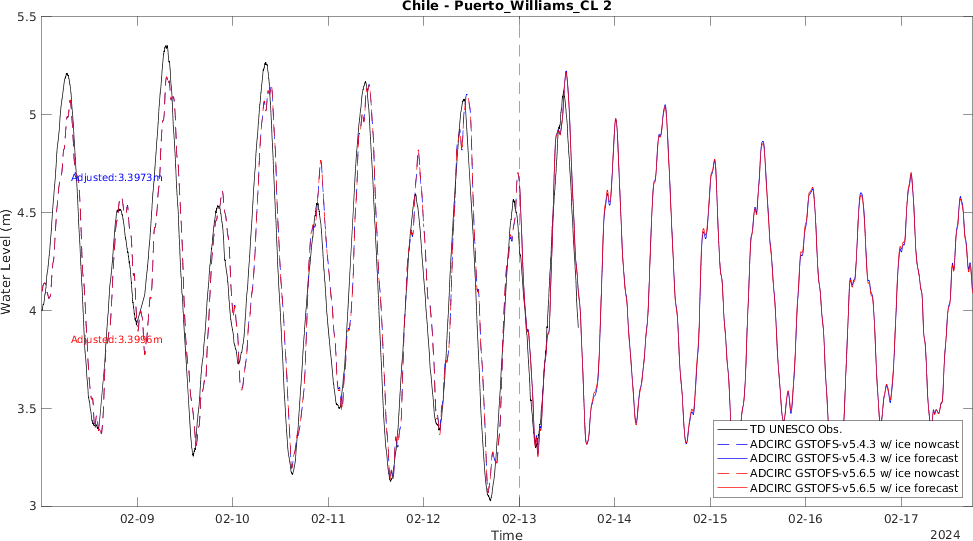 Chile - Puerto_Williams_CL 2
5.5
5
4.5
4
3.5
3
Water Level (m)
Adjusted:3.3973m
Adjusted:3.3996m
TD UNESCO Obs.
ADCIRC GSTOFS-v5.4.3 w/ ice nowcast
ADCIRC GSTOFS-v5.4.3 w/ ice forecast
ADCIRC GSTOFS-v5.6.5 w/ ice nowcast
ADCIRC GSTOFS-v5.6.5 w/ ice forecast
02-09 02-10 02-11 02-12 02-13 02-14 02-15 02-16 02-17
Time
2024